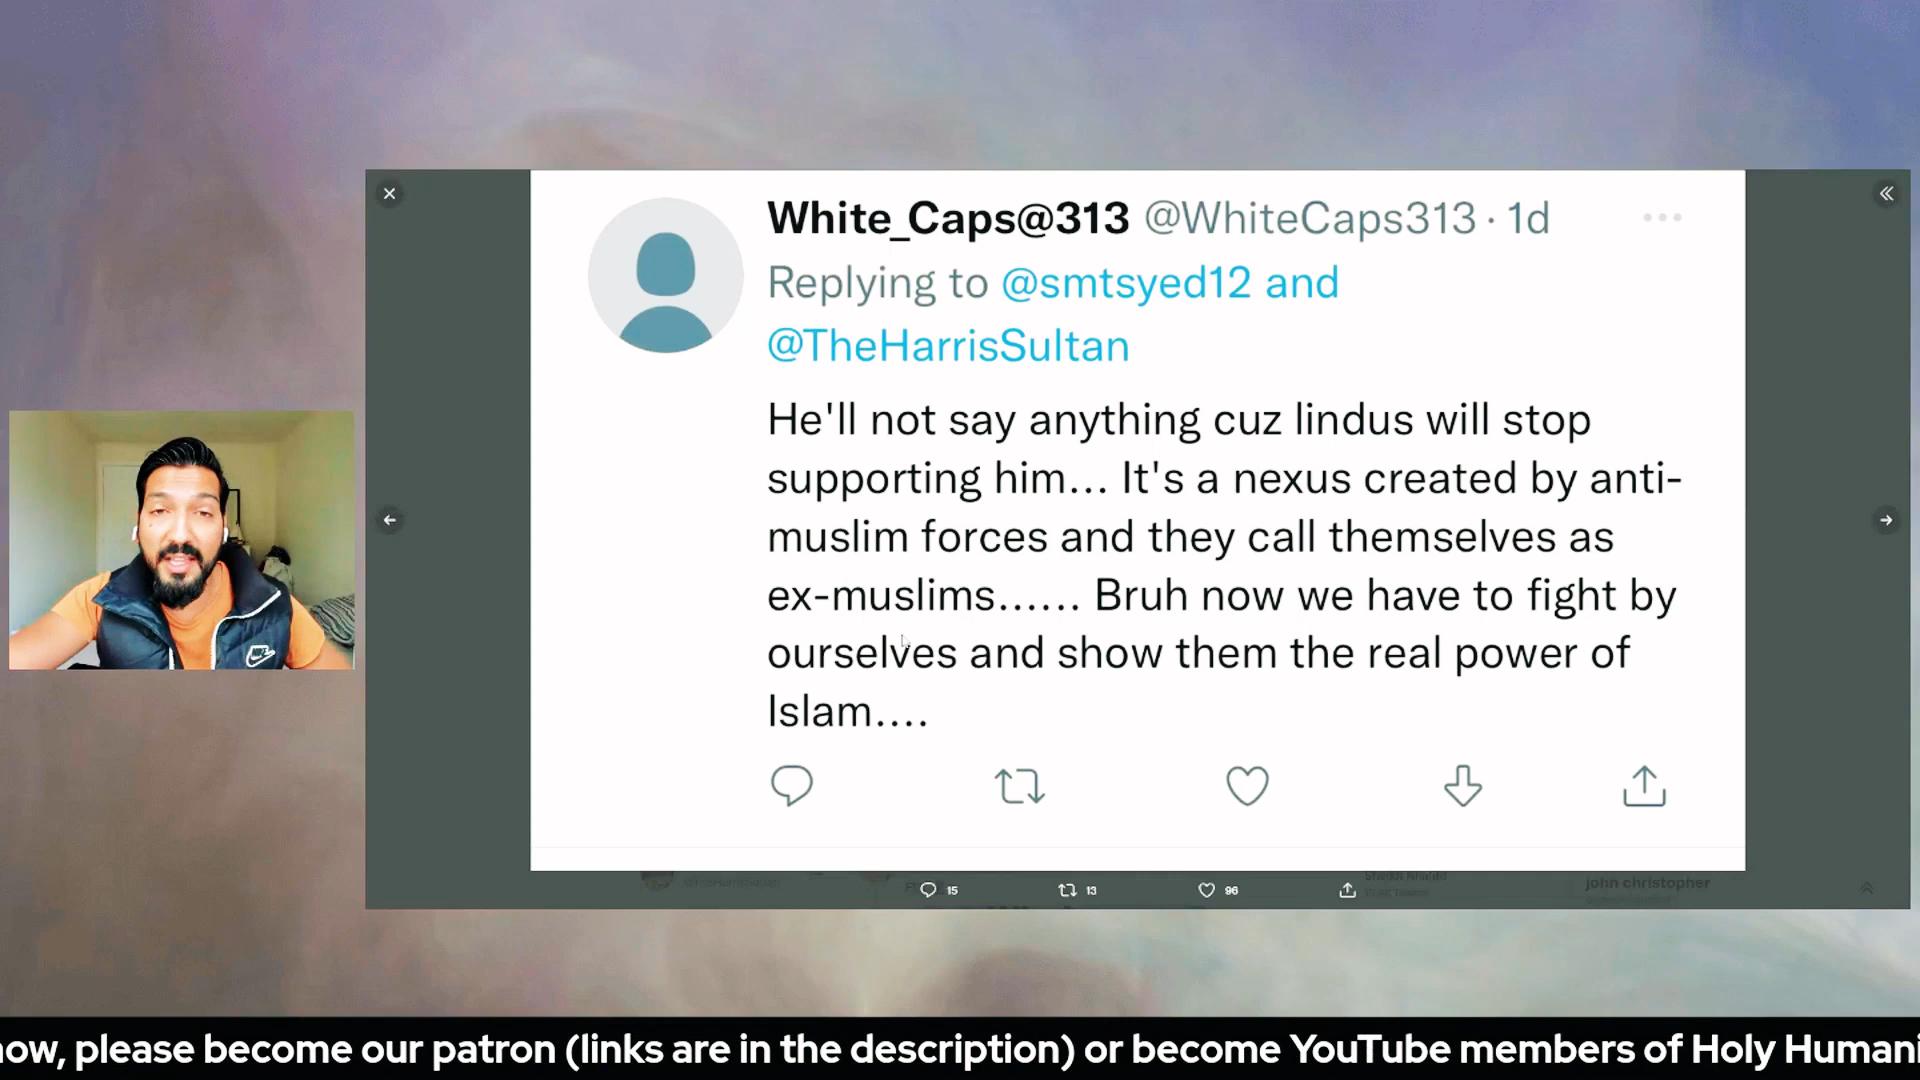 White_Caps@313 @WhiteCaps313 · 1d
Replying to @smtsyed12 and
@TheHarrisSultan
He'll not say anything cuz lindus will stop
supporting him... It's a nexus created by anti-
muslim forces and they call themselves as
ex-muslims...... Bruh now we have to fight by
ourselves and show them the real power of
Islam....
15 13 96
john christopher
now, please become our patron (links are in the description) or become YouTube members of Holy Humani